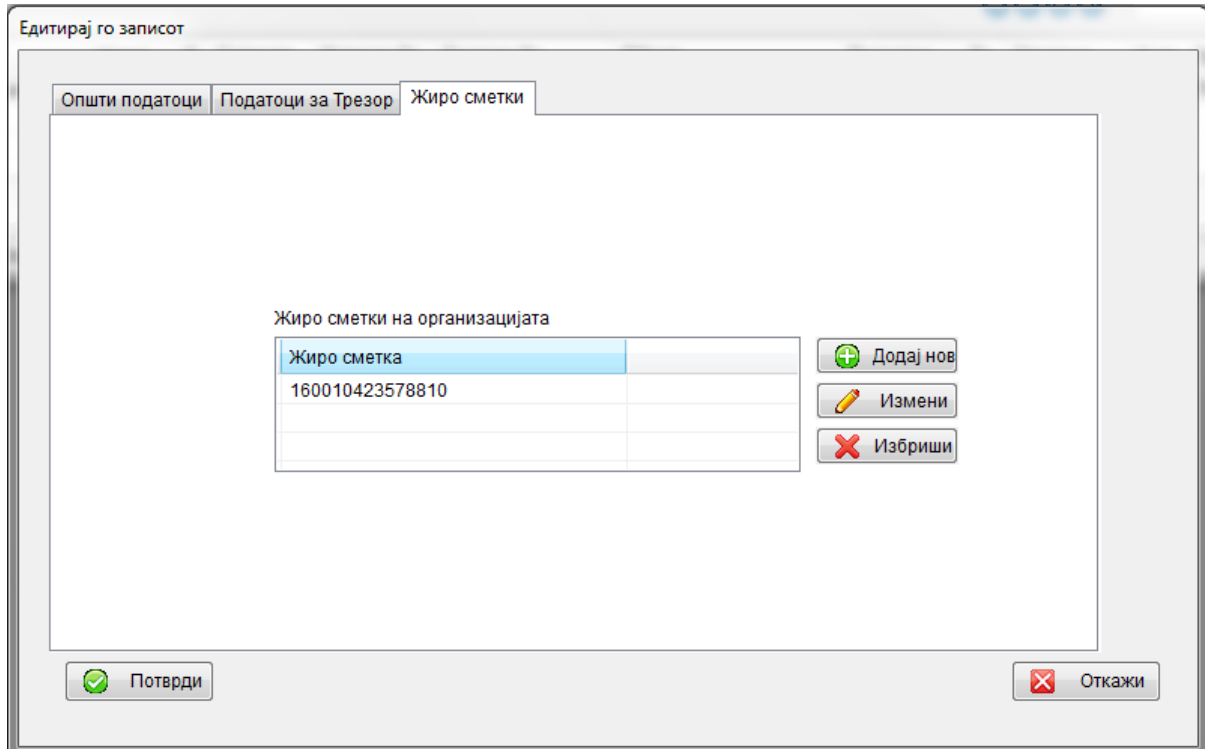 Едитирај го записот
Општи податоци Податоци за Трезор Жиро сметки
Жиро сметки на организацијата
Жиро сметка
160010423578810
Додај нов
Измени
Избриши
Потврди
Откажи